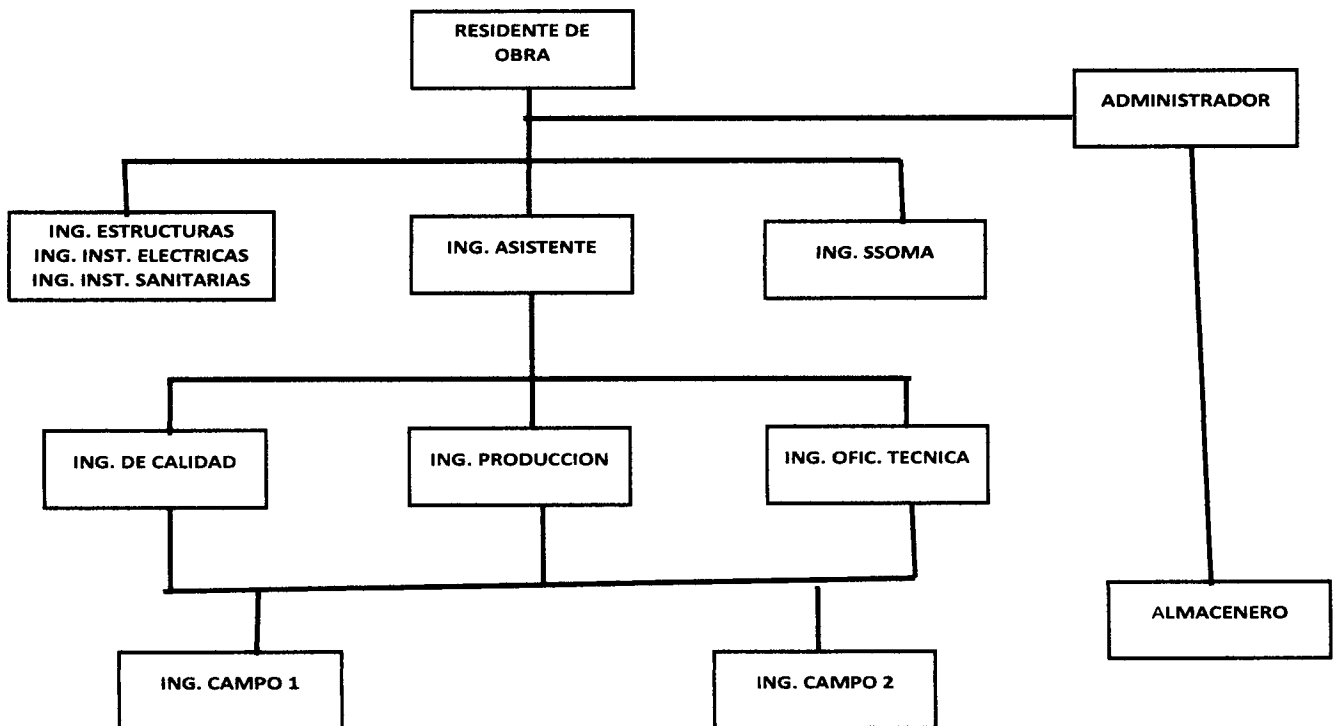 RESIDENTE DE
OBRA
ADMINISTRADOR
ING. ESTRUCTURAS
ING. INST. ELECTRICAS
ING. INST. SANITARIAS
ING. ASISTENTE
ING. SSOMA
ING. DE CALIDAD
ING. PRODUCCION
ING. OFIC. TECNICA
ALMACENERO
ING. CAMPO 1
ING. CAMPO 2